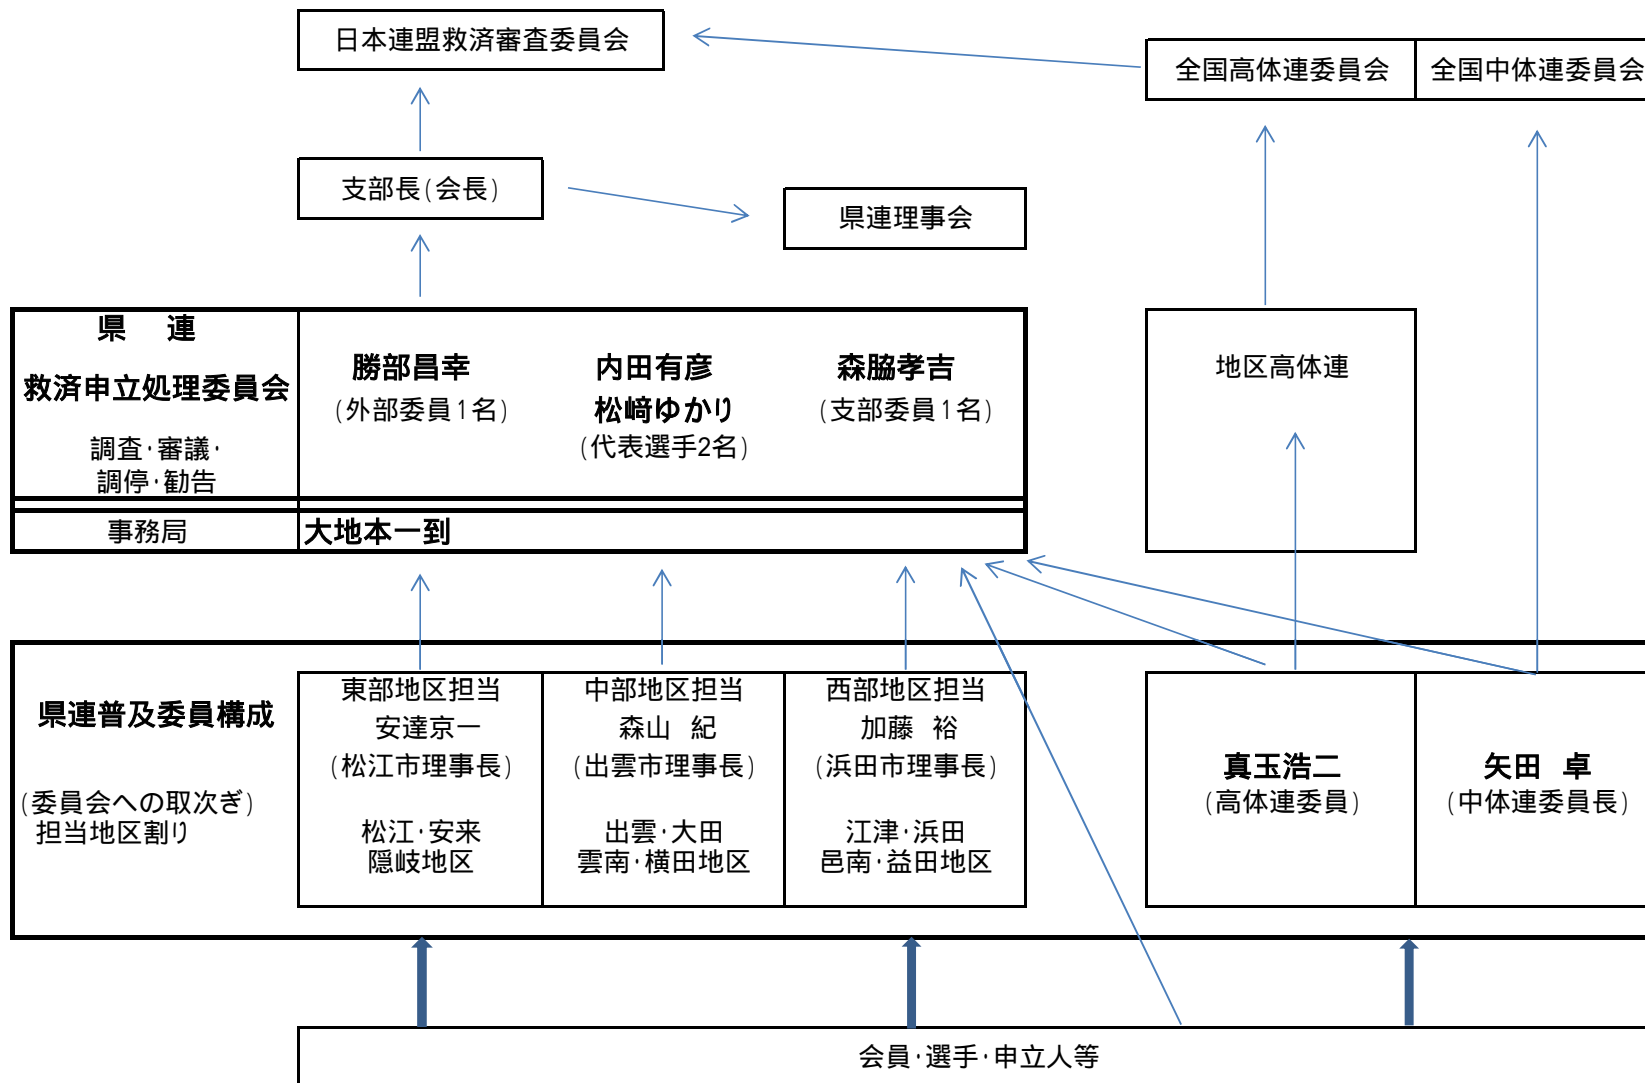 日本連盟救済審査委員会
全国高体連委員会 全国中体連委員会
支部長(会長)
県連理事会
県 連
救済申立処理委員会
調査・審議・
調停・勧告
勝部昌幸
(外部委員1名)
内田有彦
松﨑ゆかり
(代表選手2名)
森脇孝吉
(支部委員1名)
地区高体連
事務局
大地本一到
県連普及委員構成
(委員会への取次ぎ)
担当地区割り
東部地区担当
安達京一
(松江市理事長)
松江・安来
隠岐地区
中部地区担当
森山 紀
(出雲市理事長)
出雲・大田
雲南・横田地区
西部地区担当
加藤 裕
(浜田市理事長)
江津・浜田
邑南・益田地区
真玉浩二
(高体連委員)
矢田 卓
(中体連委員長)
会員・選手・申立人等